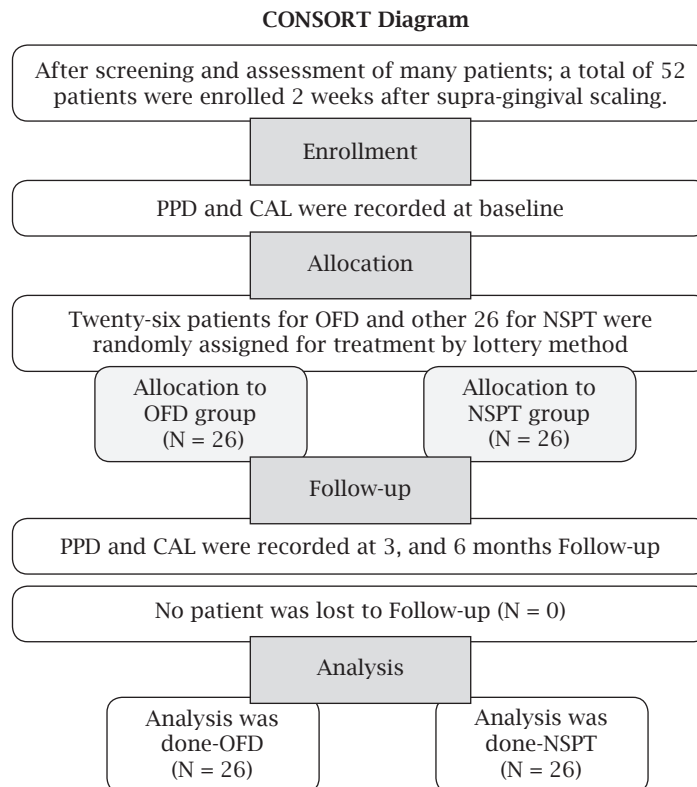 CONSORT Diagram
After screening and assessment of many patients; a total of 52
patients were enrolled 2 weeks after supra-gingival scaling.
Enrollment
PPD and CAL were recorded at baseline
Allocation
Twenty-six patients for OFD and other 26 for NSPT were
randomly assigned for treatment by lottery method
Allocation to
OFD group
(N = 26)
Allocation to
NSPT group
(N = 26)
Follow-up
PPD and CAL were recorded at 3, and 6 months Follow-up
No patient was lost to Follow-up (N = 0)
Analysis
Analysis was
done-OFD
(N = 26)
Analysis was
done-NSPT
(N = 26)